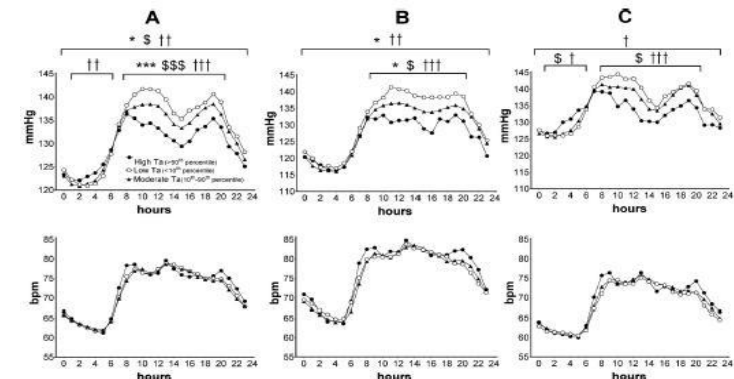 A B C
* $ †† * †† †
†† *** $$$ ††† * $ ††† $ † $ †††
mmHg mmHg mmHg
145 140 135 130 125 120
145 140 135 130 125 120 115 110
145 140 135 130 125 120 115 110
High Ta (>90th percentile)
Low Ta (<10th percentile)
Moderate Ta (10th-90th percentile)
0 2 4 6 8 10 12 14 16 18 20 22 24
0 2 4 6 8 10 12 14 16 18 20 22 24
0 2 4 6 8 10 12 14 16 18 20 22 24
hours hours hours
bpm bpm bpm
85 80 75 70 65 60 55
85 80 75 70 65 60 55
85 80 75 70 65 60 55
0 2 4 6 8 10 12 14 16 18 20 22 24
0 2 4 6 8 10 12 14 16 18 20 22 24
0 2 4 6 8 10 12 14 16 18 20 22 24
hours hours hours